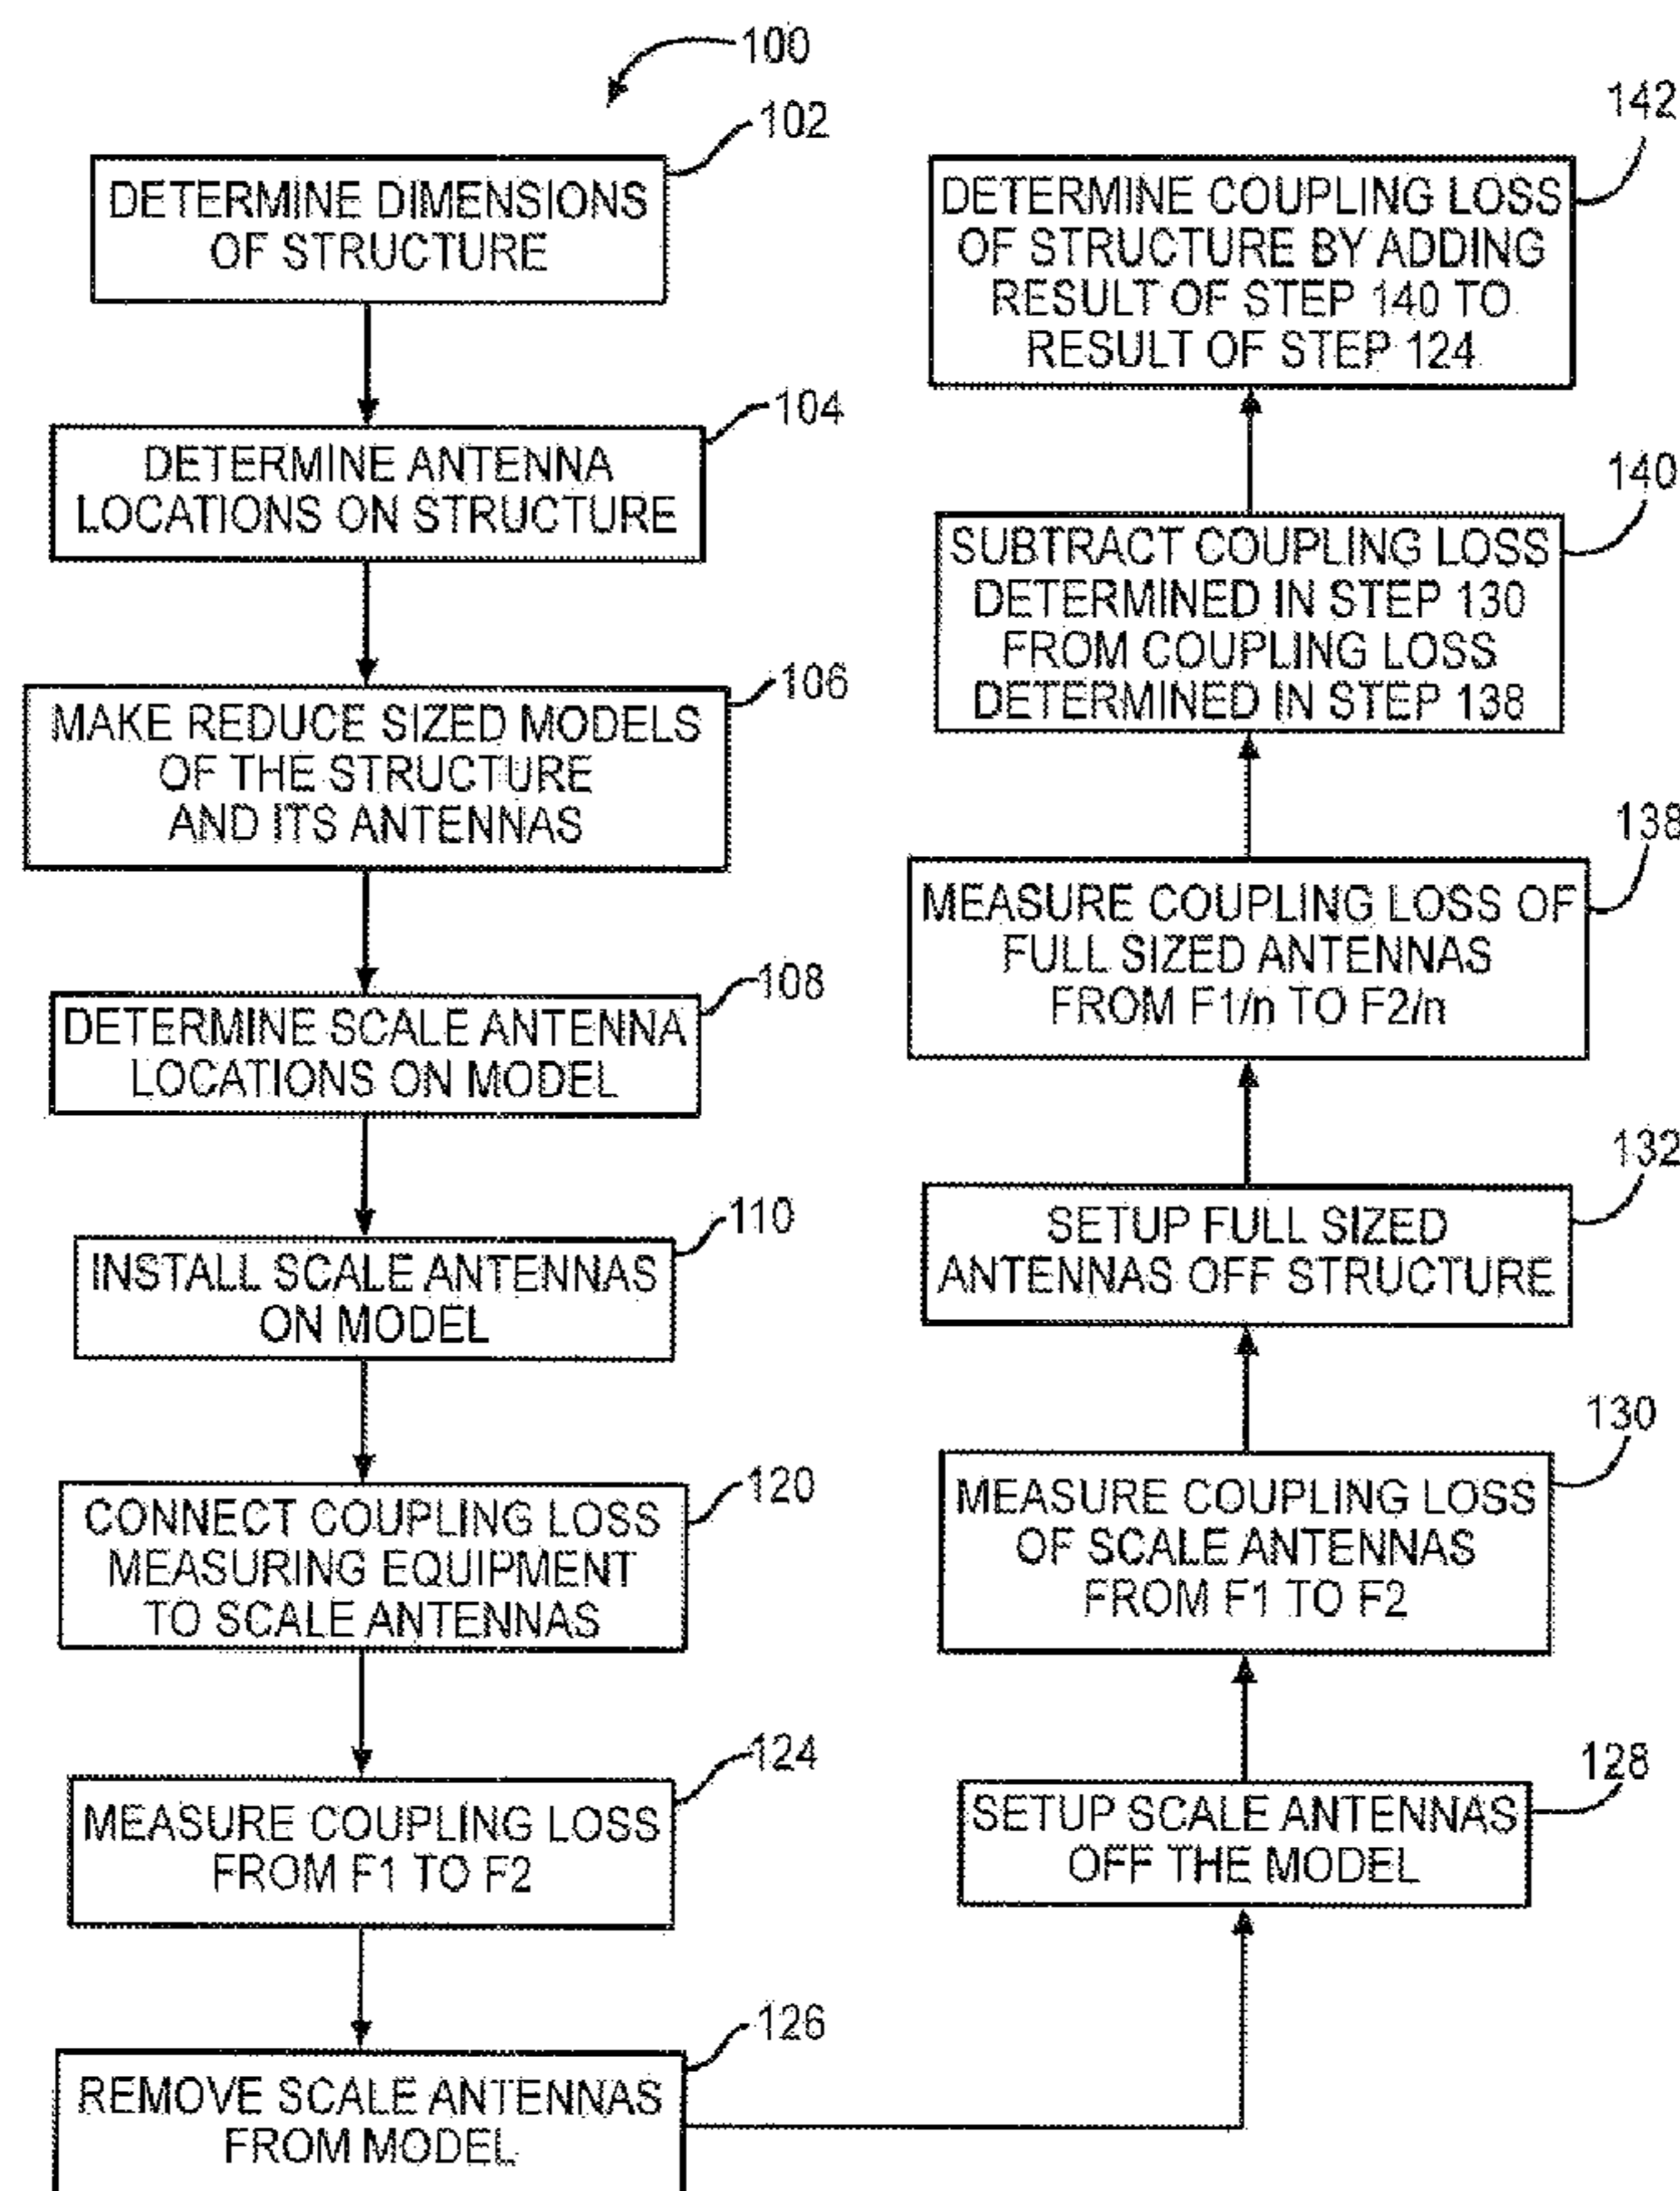 100
102
DETERMINE DIMENSIONS
OF STRUCTURE
104
DETERMINE ANTENNA
LOCATIONS ON STRUCTURE
106
MAKE REDUCE SIZED MODELS
OF THE STRUCTURE
AND ITS ANTENNAS
108
DETERMINE SCALE ANTENNA
LOCATIONS ON MODEL
110
INSTALL SCALE ANTENNAS
ON MODEL
120
CONNECT COUPLING LOSS
MEASURING EQUIPMENT
TO SCALE ANTENNAS
124
MEASURE COUPLING LOSS
FROM F1 TO F2
126
REMOVE SCALE ANTENNAS
FROM MODEL
128
SETUP SCALE ANTENNAS
OFF THE MODEL
130
MEASURE COUPLING LOSS
OF SCALE ANTENNAS
FROM F1 TO F2
132
SETUP FULL SIZED
ANTENNAS OFF STRUCTURE
138
MEASURE COUPLING LOSS OF
FULL SIZED ANTENNAS
FROM F1/n TO F2/n
140
SUBTRACT COUPLING LOSS
DETERMINED IN STEP 130
FROM COUPLING LOSS
DETERMINED IN STEP 138
142
DETERMINE COUPLING LOSS
OF STRUCTURE BY ADDING
RESULT OF STEP 140 TO
RESULT OF STEP 124